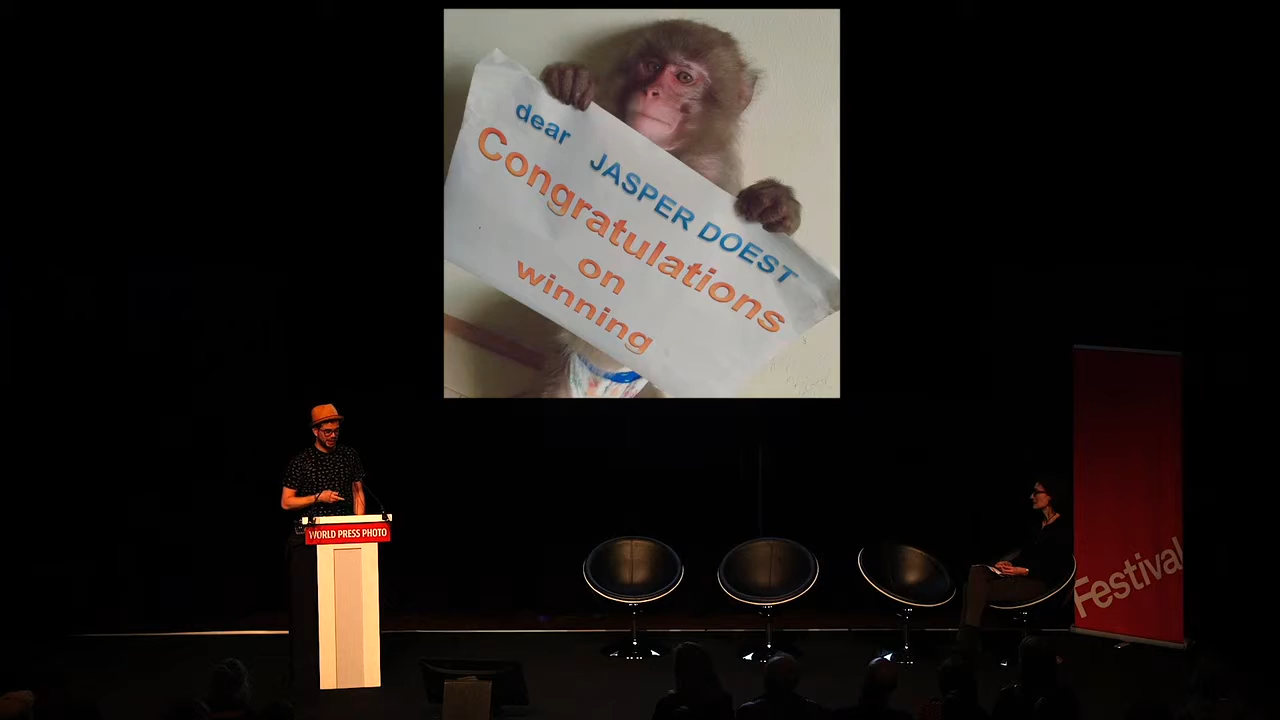 dear JASPER DOEST
Congratulations
on
winning
WORLD PRESS PHOTO
Festival